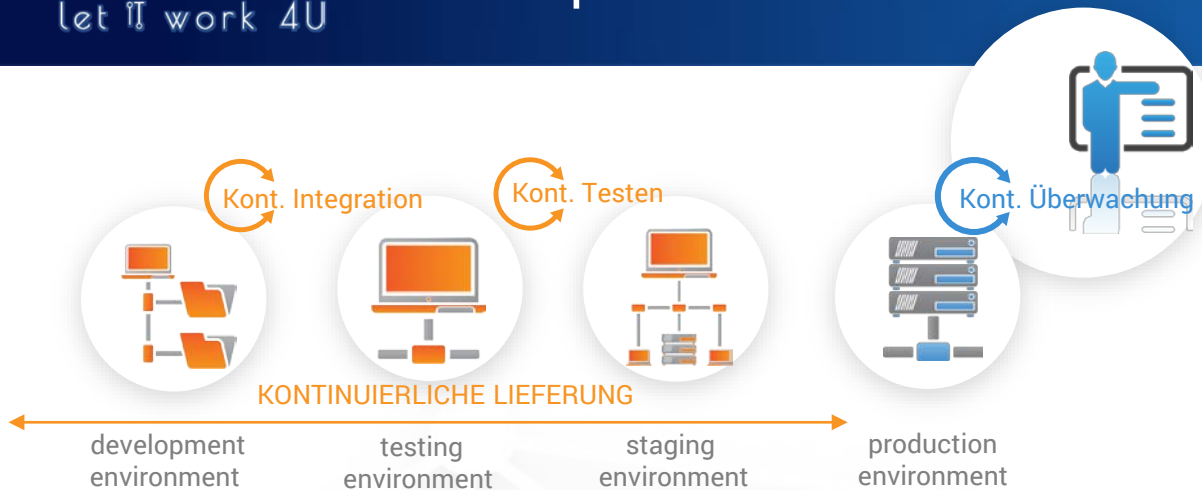 let iT work 4U
Kont. Integration
Kont. Testen
Kont. Überwachung
KONTINUIERLICHE LIEFERUNG
development
environment
testing
environment
staging
environment
production
environment